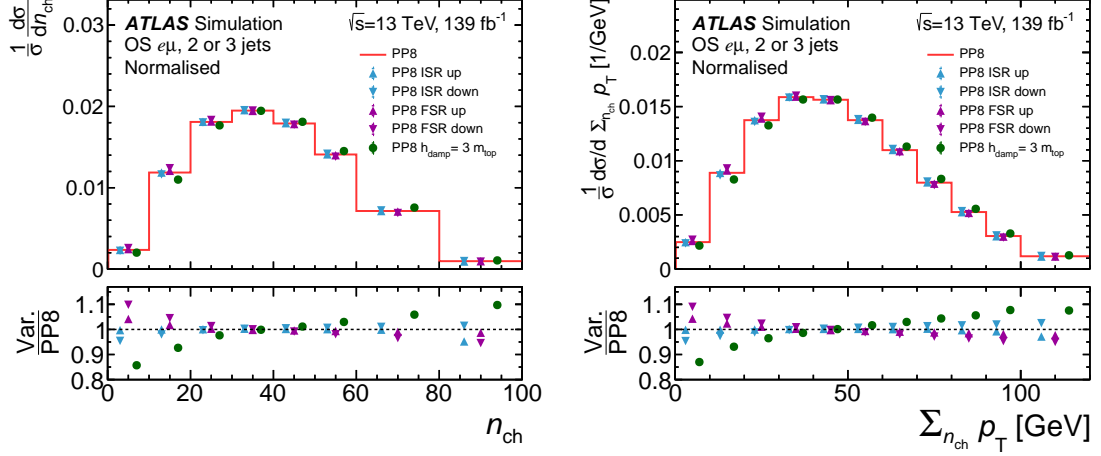 1/σ dσ/dn_ch
ATLAS Simulation
√s=13 TeV, 139 fb⁻¹
OS eμ, 2 or 3 jets
Normalised
PP8
PP8 ISR up
PP8 ISR down
PP8 FSR up
PP8 FSR down
PP8 h_damp= 3 m_top
0.03
0.02
0.01
0
Var./PP8
1.1
1
0.9
0.8
0 20 40 60 80 100
n_ch
1/σ dσ/d Σ_n_ch p_T [1/GeV]
ATLAS Simulation
√s=13 TeV, 139 fb⁻¹
OS eμ, 2 or 3 jets
Normalised
PP8
PP8 ISR up
PP8 ISR down
PP8 FSR up
PP8 FSR down
PP8 h_damp= 3 m_top
0.02
0.015
0.01
0.005
0
Var./PP8
1.1
1
0.9
0.8
0 50 100
Σ_n_ch p_T [GeV]